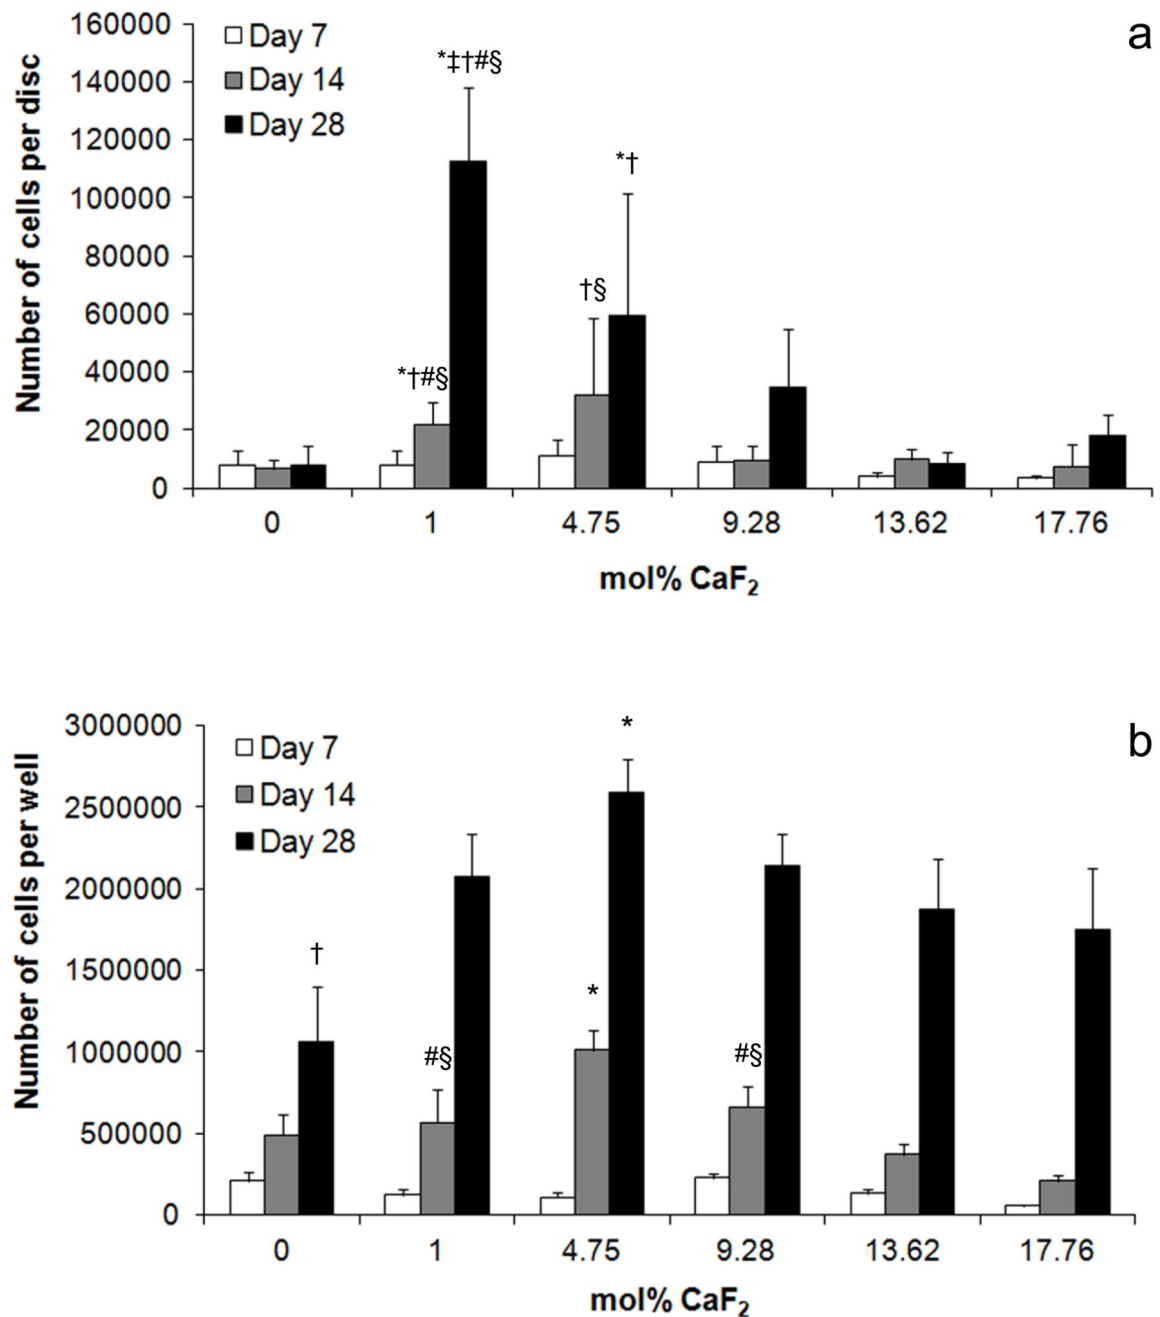 a
Number of cells per disc
160000
140000
120000
100000
80000
60000
40000
20000
0
Day 7
Day 14
Day 28
*†#§
*‡†#§
†§
*†
0 1 4.75 9.28 13.62 17.76
mol% CaF₂
b
Number of cells per well
3000000
2500000
2000000
1500000
1000000
500000
0
Day 7
Day 14
Day 28
†
#§
*
*
#§
0 1 4.75 9.28 13.62 17.76
mol% CaF₂